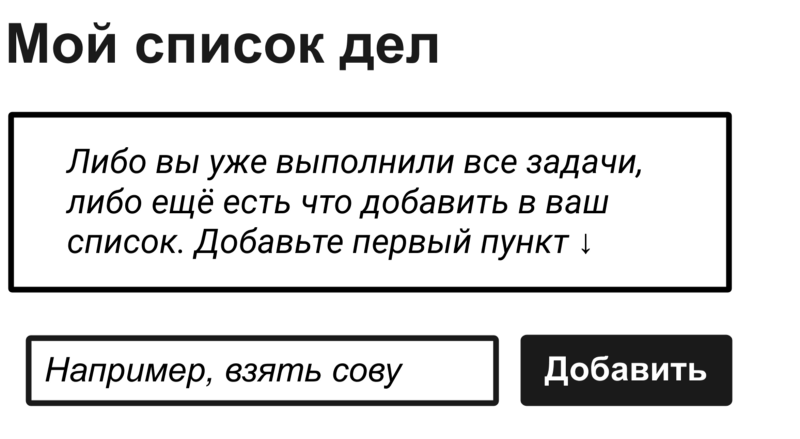 Мой список дел
Либо вы уже выполнили все задачи,
либо ещё есть что добавить в ваш
список. Добавьте первый пункт ↓
Например, взять сову
Добавить